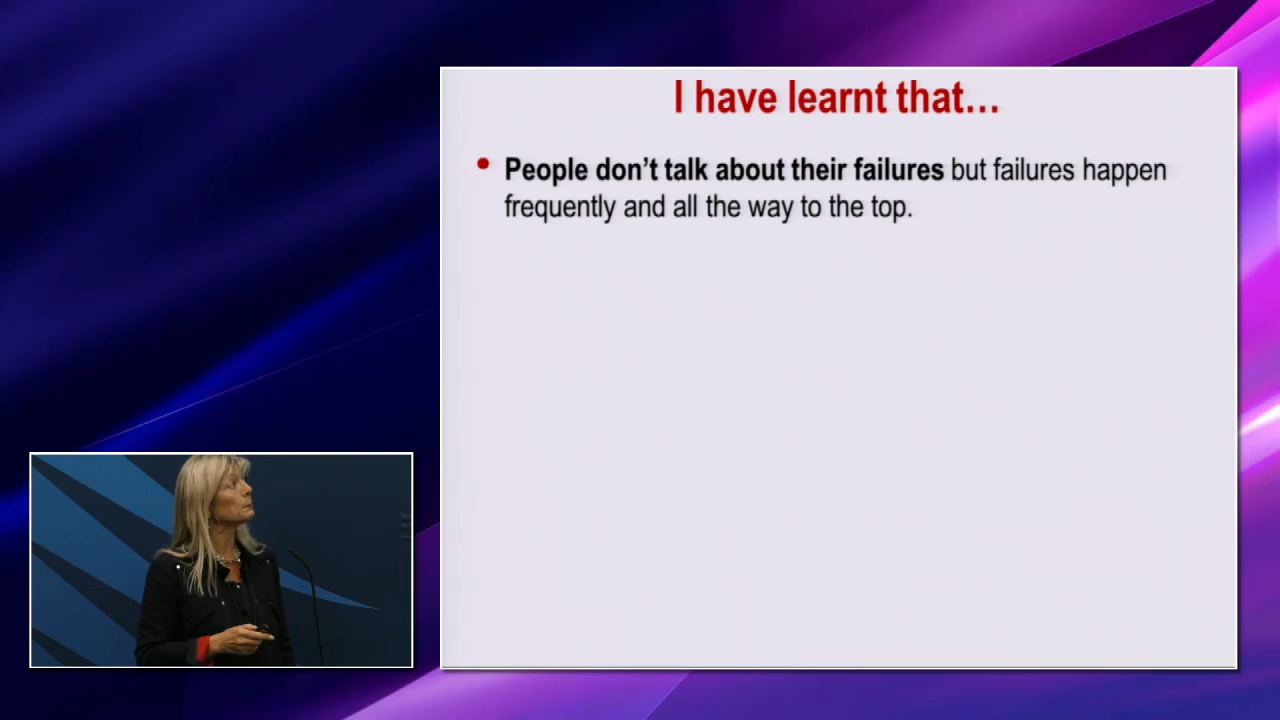 I have learnt that…
• People don’t talk about their failures but failures happen
frequently and all the way to the top.